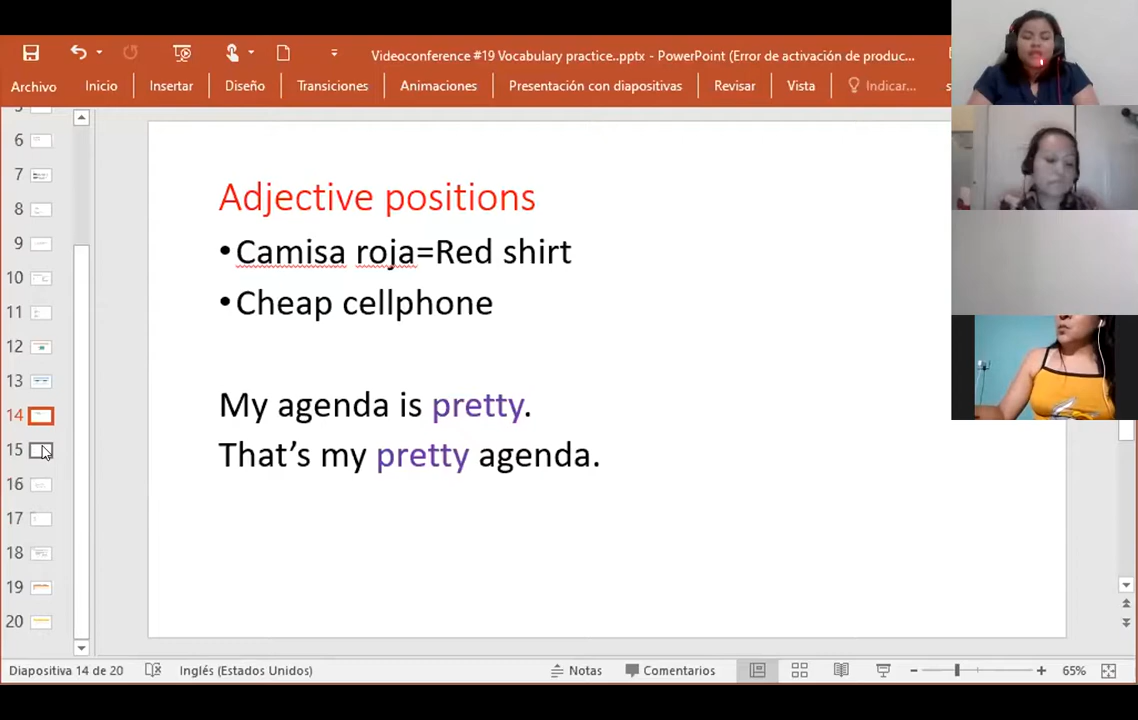 Videoconference #19 Vocabulary practice..pptx - PowerPoint (Error de activación de produc...
Archivo Inicio Insertar Diseño Transiciones Animaciones Presentación con diapositivas Revisar Vista Indicar...
6
7
8
9
10
11
12
13
14
15
16
17
18
19
20
Adjective positions
•Camisa roja=Red shirt
•Cheap cellphone
My agenda is pretty.
That's my pretty agenda.
Diapositiva 14 de 20 Inglés (Estados Unidos) Notas Comentarios 65%